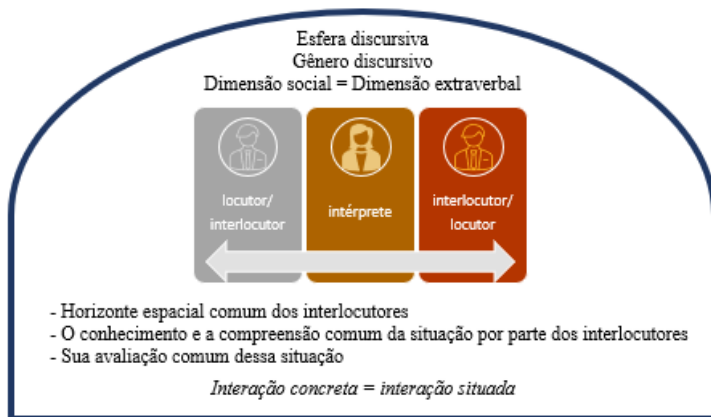 Esfera discursiva
Gênero discursivo
Dimensão social = Dimensão extraverbal
locutor/
interlocutor
intérprete
interlocutor/
locutor
- Horizonte espacial comum dos interlocutores
- O conhecimento e a compreensão comum da situação por parte dos interlocutores
- Sua avaliação comum dessa situação
Interação concreta = interação situada